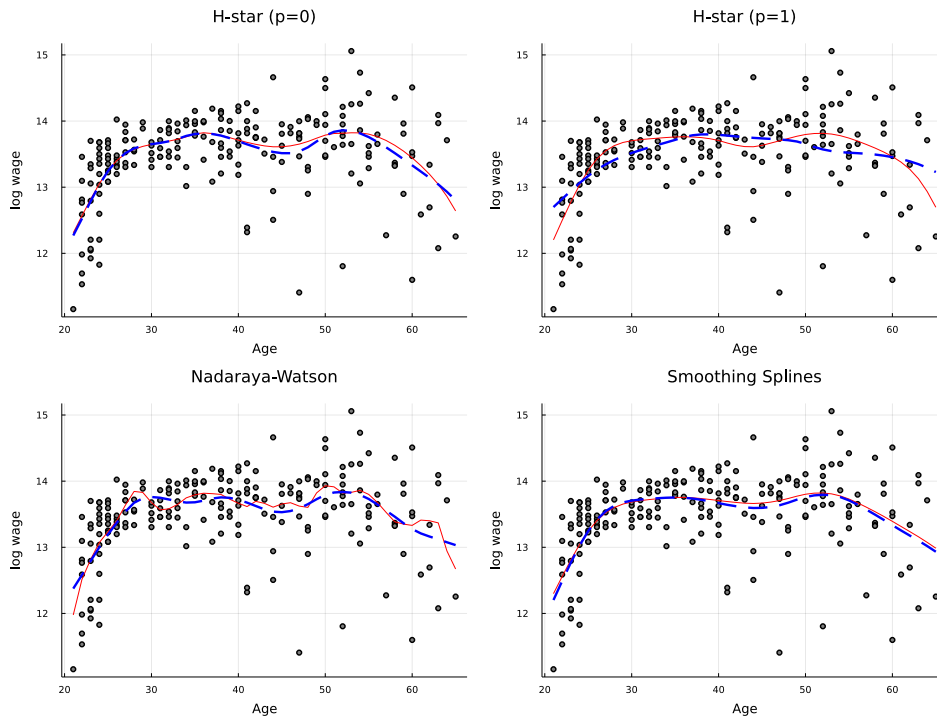 H-star (p=0)
H-star (p=1)
15
14
13
12
log wage
20 30 40 50 60
Age
15
14
13
12
log wage
20 30 40 50 60
Age
Nadaraya-Watson
Smoothing Splines
15
14
13
12
log wage
20 30 40 50 60
Age
15
14
13
12
log wage
20 30 40 50 60
Age